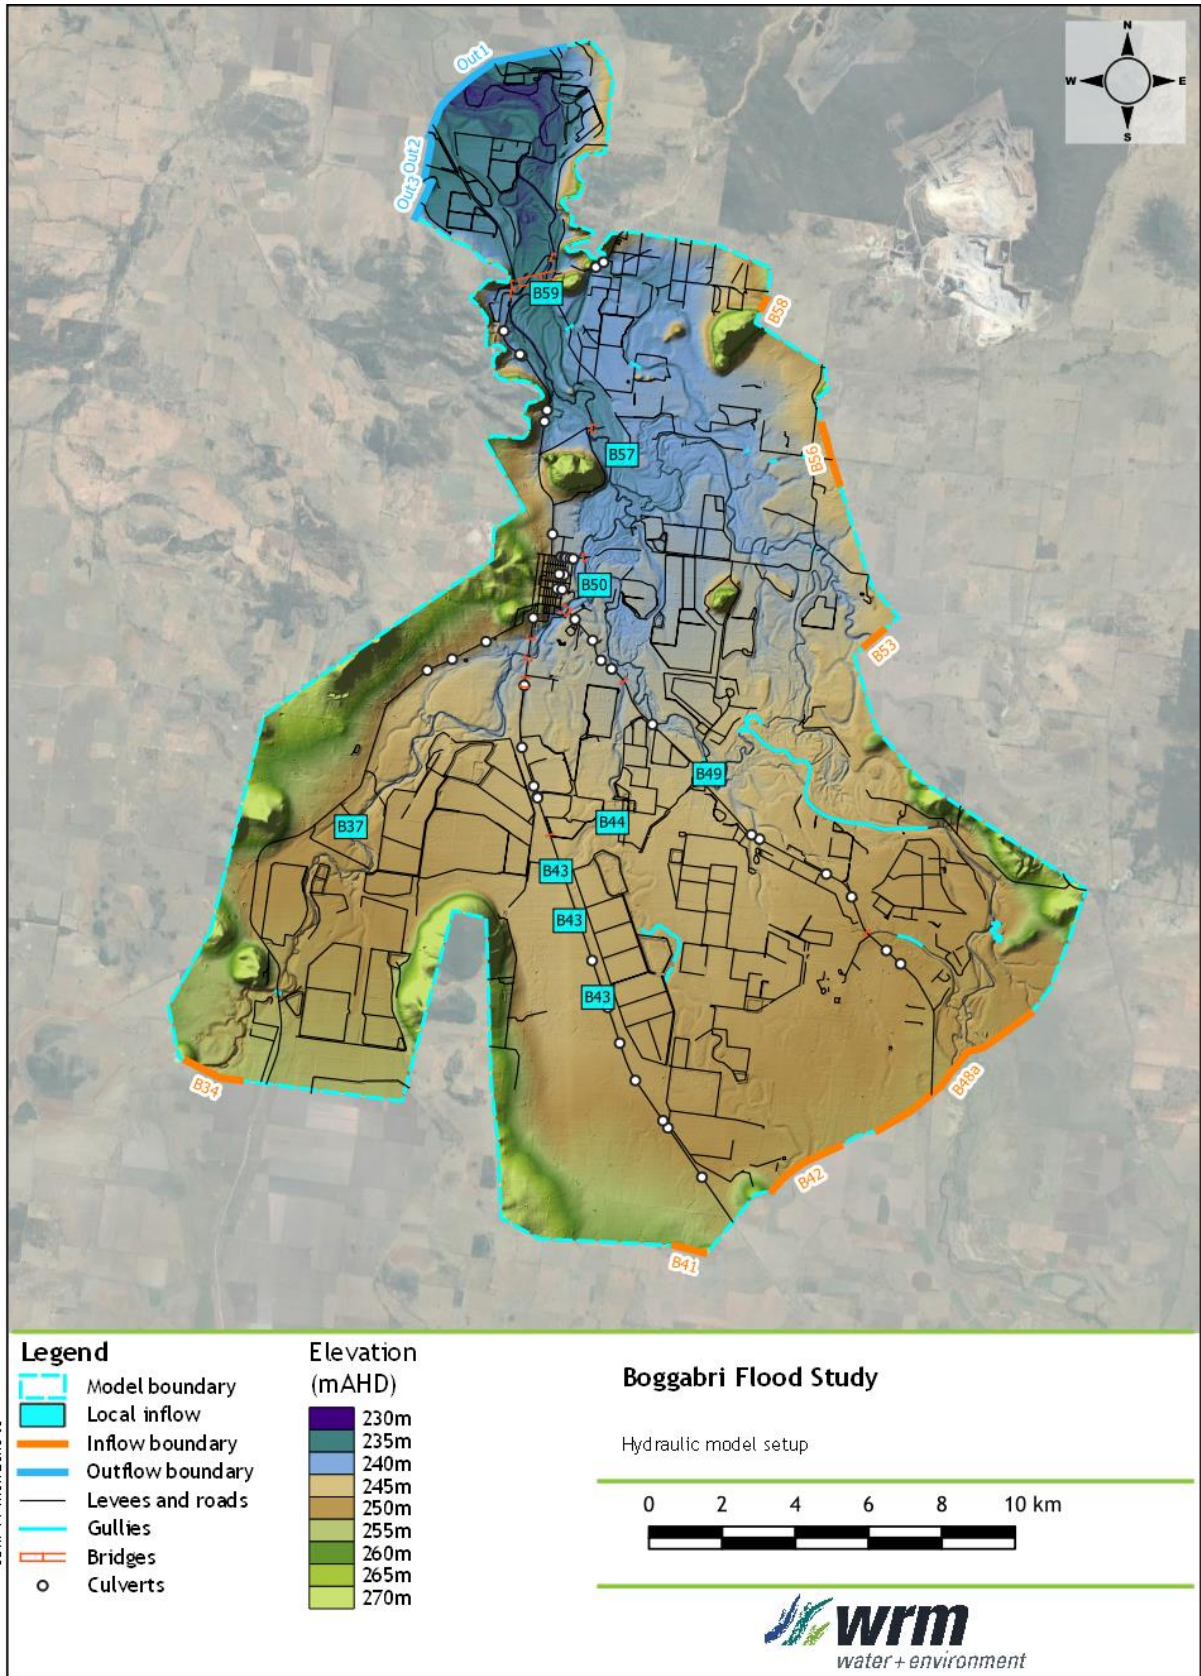 N
W
E
S
Out1
Out2
Out3
B59
B58
B57
B56
B50
B53
B49
B37
B44
B43
B43
B43
B34
B48a
B42
B41
Legend
Model boundary
Local inflow
Inflow boundary
Outflow boundary
Levees and roads
Gullies
Bridges
Culverts
Elevation
(mAHD)
230m
235m
240m
245m
250m
255m
260m
265m
270m
Boggabri Flood Study
Hydraulic model setup
0 2 4 6 8 10 km
wrm
water + environment